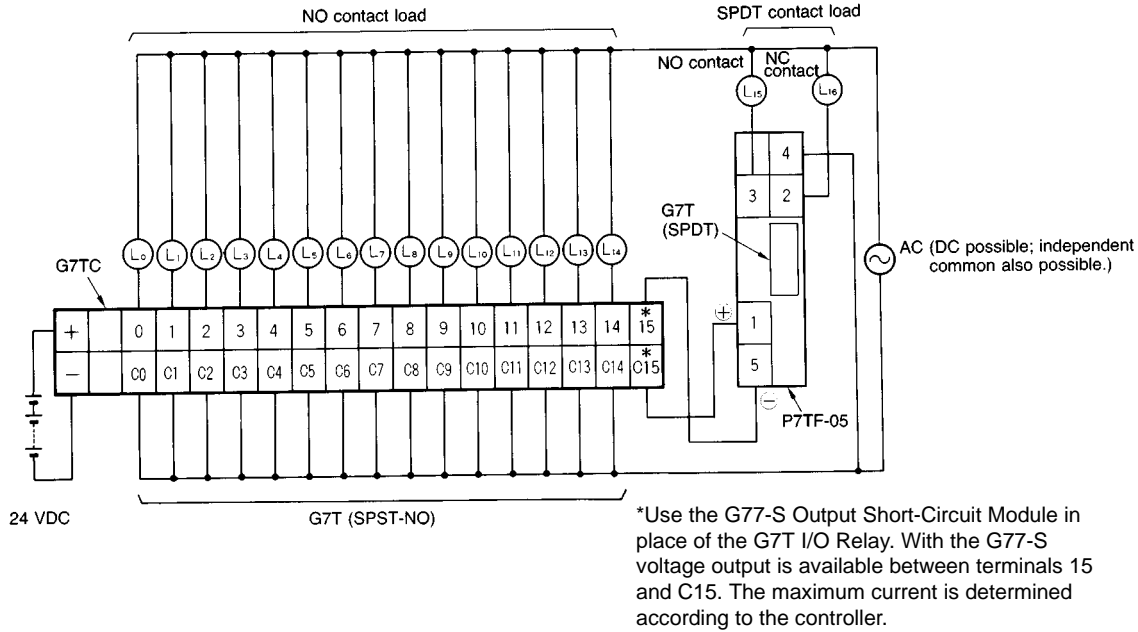 NO contact load
SPDT contact load
NO contact
NC contact
L15
L16
4
3 2
G7T (SPDT)
AC (DC possible; independent common also possible.)
L0 L1 L2 L3 L4 L5 L6 L7 L8 L9 L10 L11 L12 L13 L14
G7TC
+ 0 1 2 3 4 5 6 7 8 9 10 11 12 13 14 * 15
− C0 C1 C2 C3 C4 C5 C6 C7 C8 C9 C10 C11 C12 C13 C14 * C15
+
1
5
−
P7TF-05
24 VDC
G7T (SPST-NO)
*Use the G77-S Output Short-Circuit Module in
place of the G7T I/O Relay. With the G77-S
voltage output is available between terminals 15
and C15. The maximum current is determined
according to the controller.